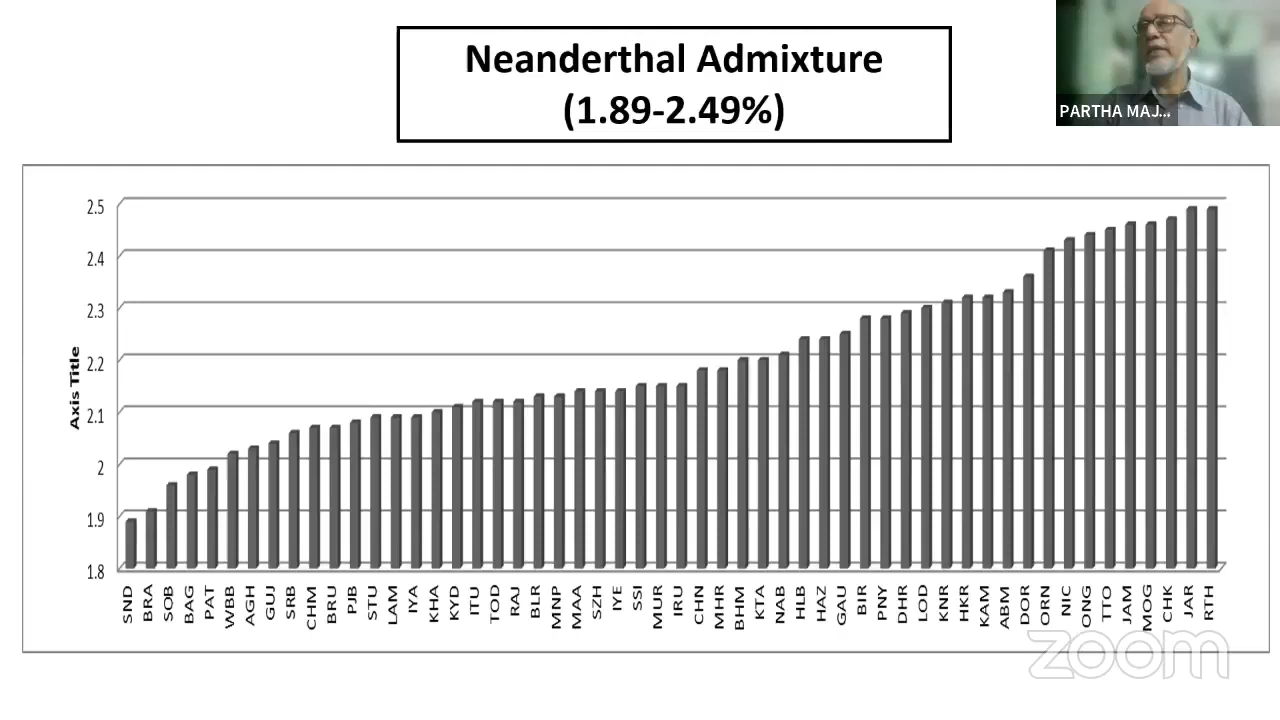 Neanderthal Admixture
(1.89-2.49%)
PARTHA MAJ...
2.5
2.4
2.3
2.2
2.1
2
1.9
1.8
Axis Title
SND BRA SOB BAG PAT WBB AGH GUJ SRB CHM BRU PJB STU LAM IYA KHA KYD ITU TOD RAJ BLR MNP MAA SZH IYE SSI MUR IRU CHN MHR BHM KTA NAB HLB HAZ GAU BIR PNY DHR LOD KNR HKR KAM ABM DOR ORN NIC ONG TTO JAM MOG CHK JAR RTH
zoom